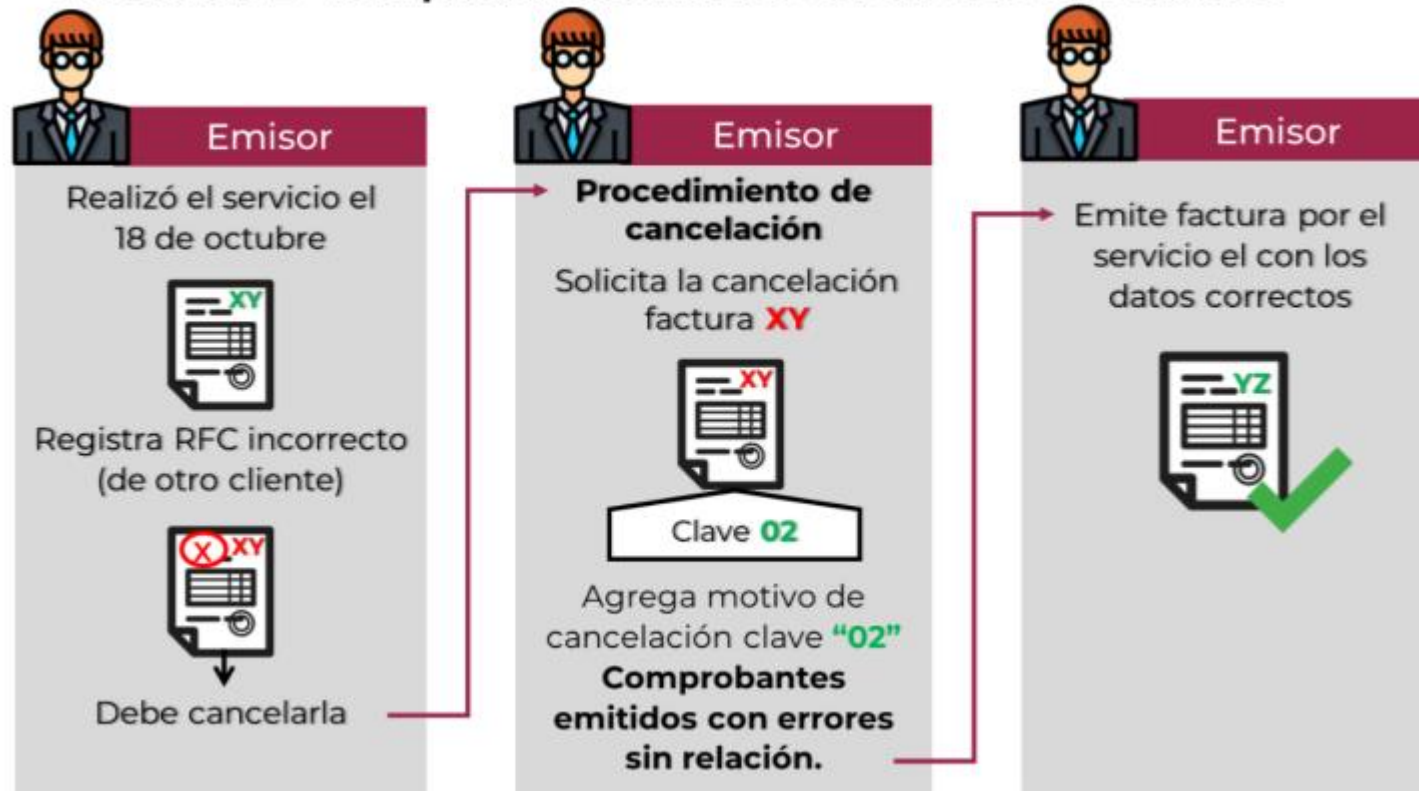 Emisor
Realizó el servicio el
18 de octubre
XY
Registra RFC incorrecto
(de otro cliente)
X XY
Debe cancelarla
Emisor
Procedimiento de
cancelación
Solicita la cancelación
factura XY
XY
Clave 02
Agrega motivo de
cancelación clave “02”
Comprobantes
emitidos con errores
sin relación.
Emisor
Emite factura por el
servicio el con los
datos correctos
YZ